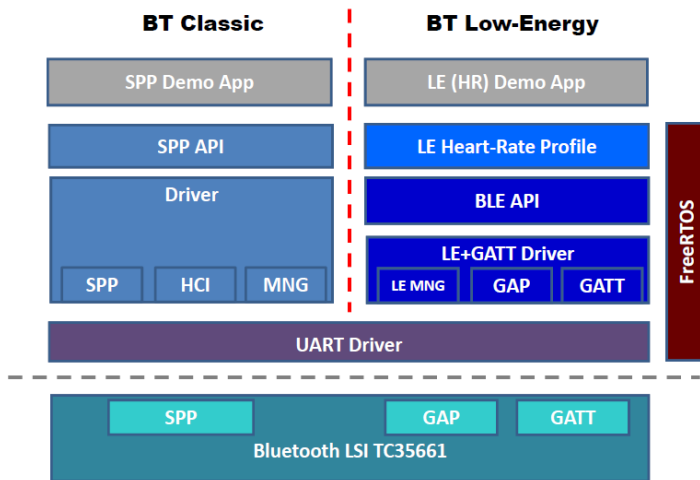 BT Classic
BT Low-Energy
SPP Demo App
LE (HR) Demo App
SPP API
LE Heart-Rate Profile
Driver
BLE API
LE+GATT Driver
SPP
HCI
MNG
LE MNG
GAP
GATT
FreeRTOS
UART Driver
SPP
GAP
GATT
Bluetooth LSI TC35661